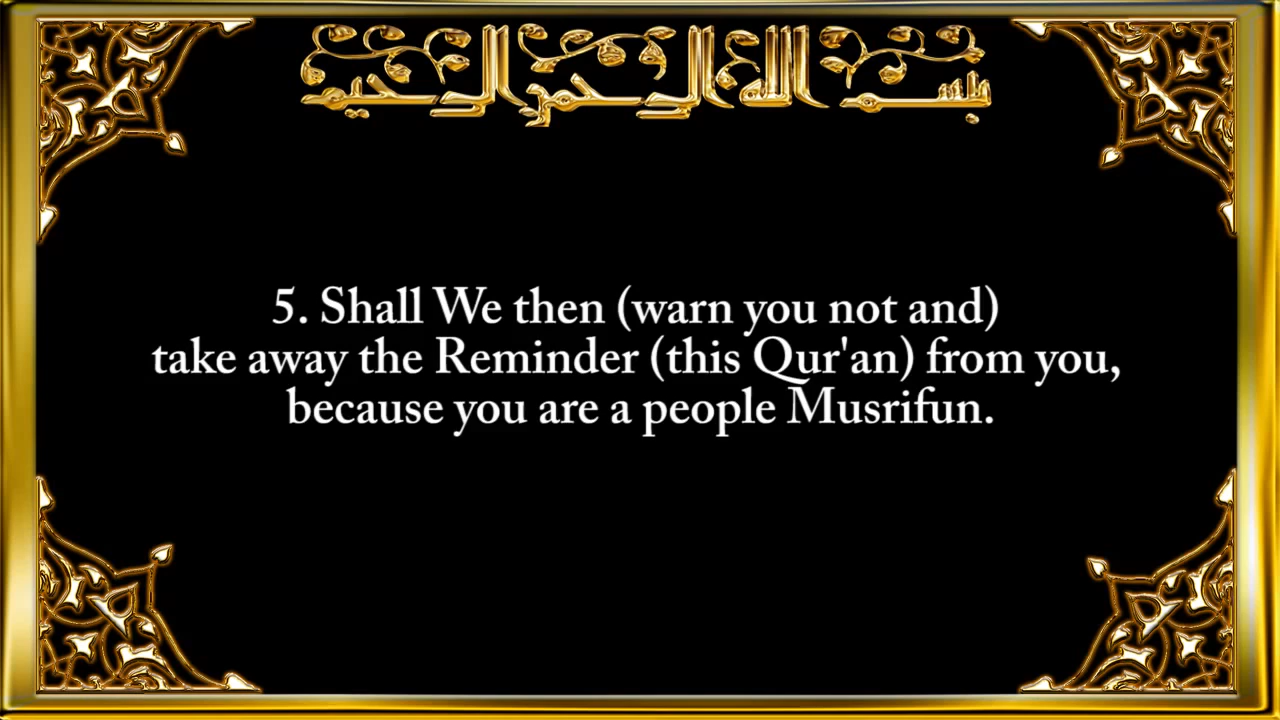 بسم الله الرحمن الرحيم
5. Shall We then (warn you not and)
take away the Reminder (this Qur'an) from you,
because you are a people Musrifun.